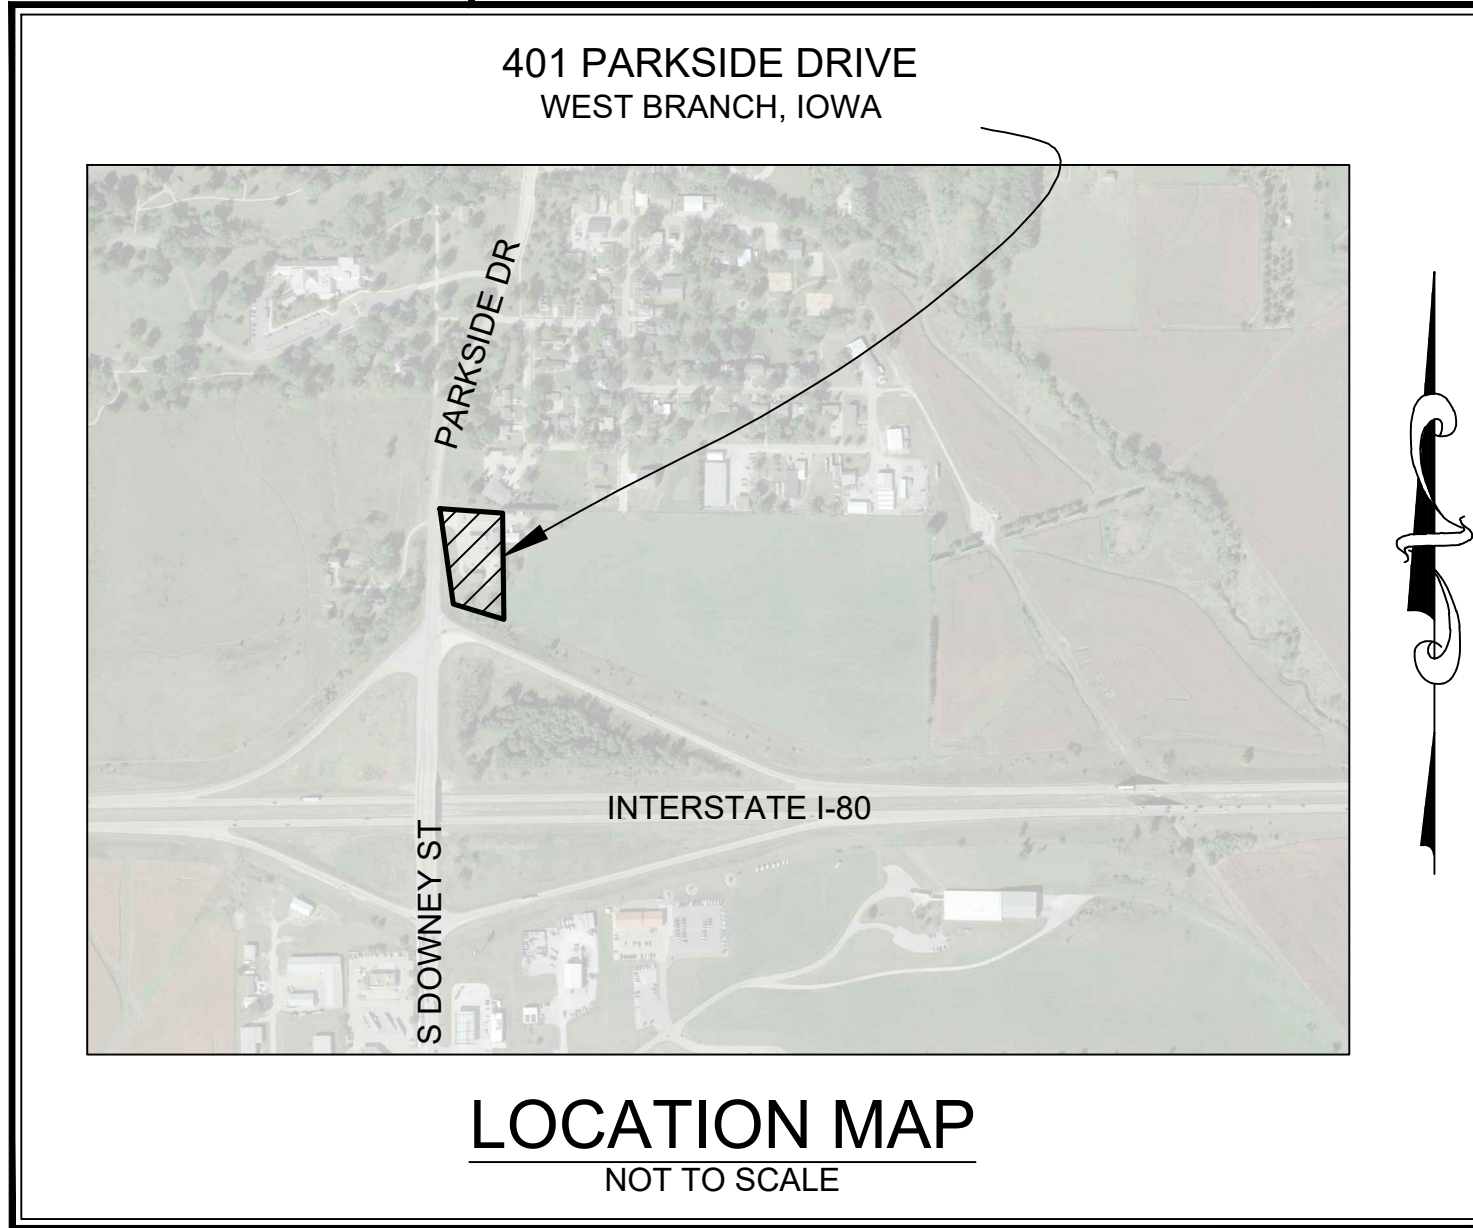 401 PARKSIDE DRIVE
WEST BRANCH, IOWA
PARKSIDE DR
INTERSTATE I-80
S DOWNEY ST
LOCATION MAP
NOT TO SCALE